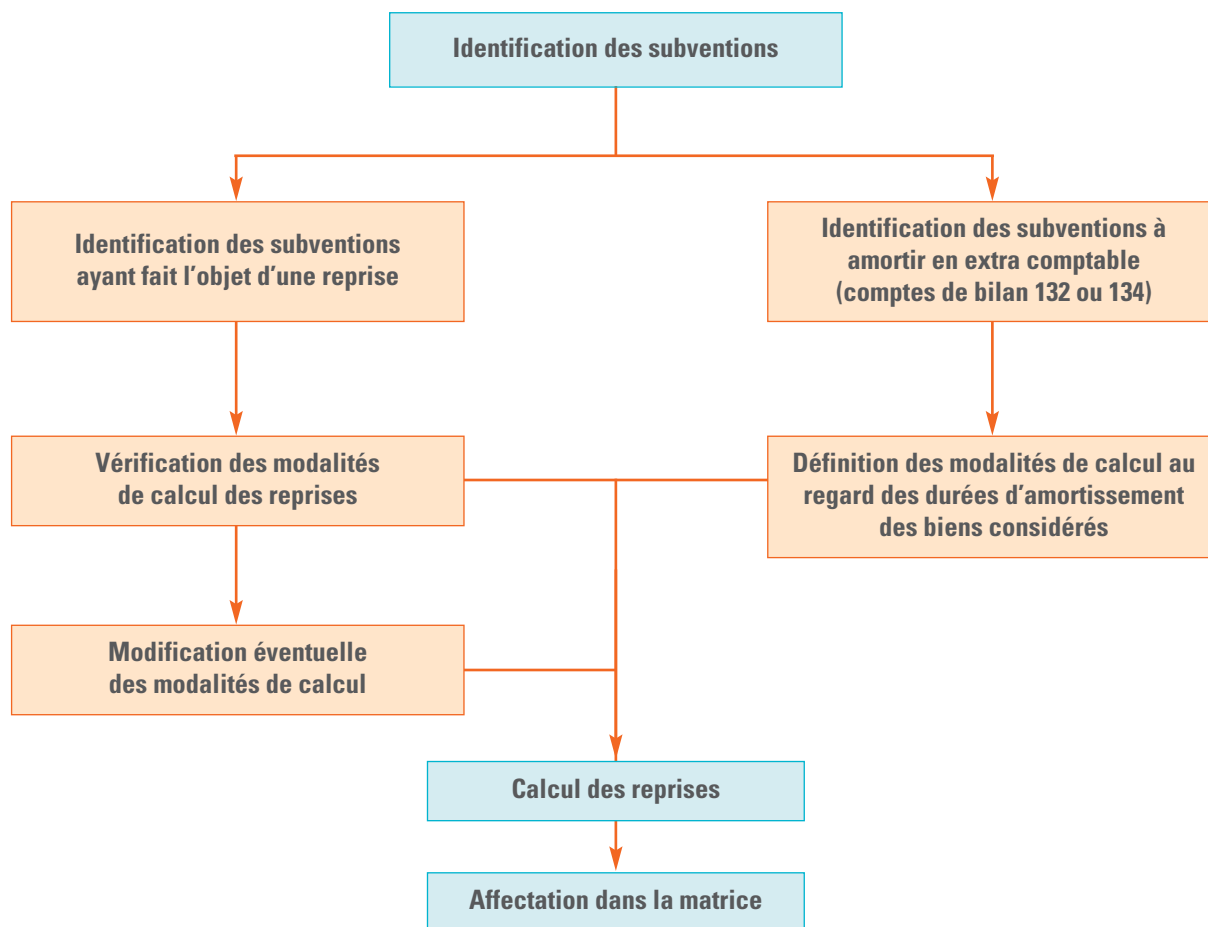 Identification des subventions
Identification des subventions
ayant fait l’objet d’une reprise
Identification des subventions à
amortir en extra comptable
(comptes de bilan 132 ou 134)
Vérification des modalités
de calcul des reprises
Définition des modalités de calcul au
regard des durées d’amortissement
des biens considérés
Modification éventuelle
des modalités de calcul
Calcul des reprises
Affectation dans la matrice